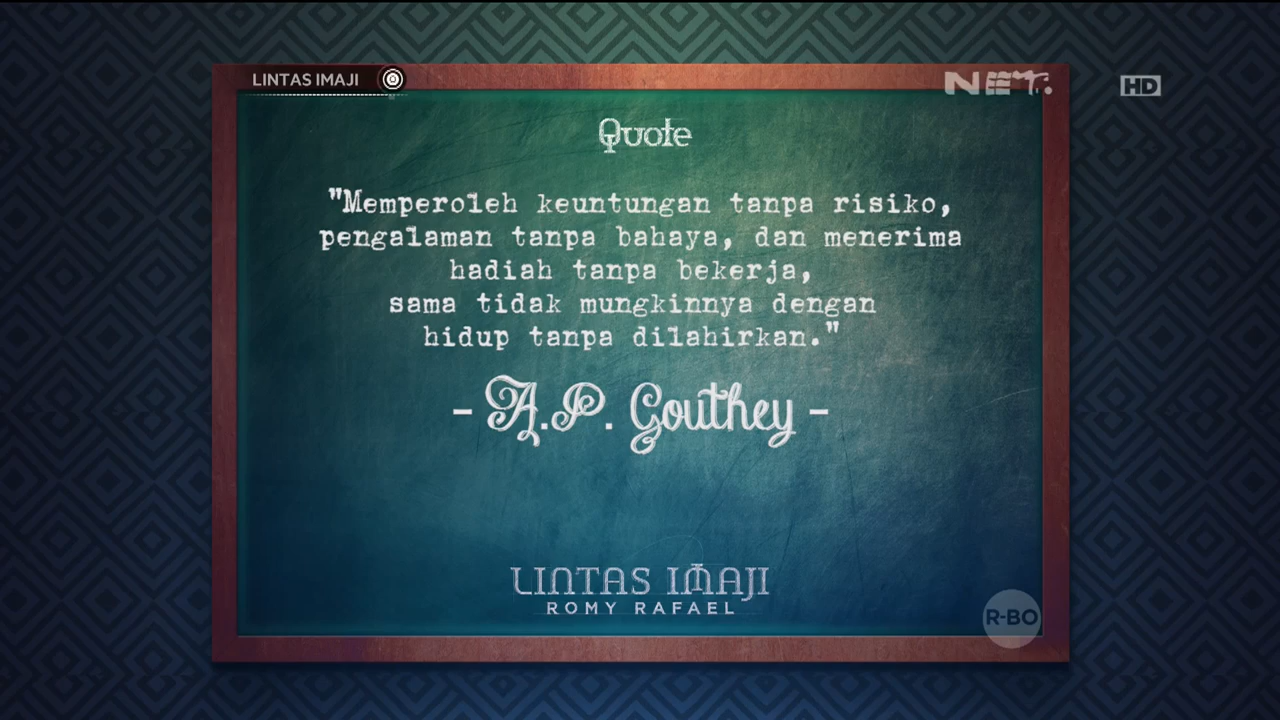 LINTAS IMAJI
NET.
HD
Quote
"Memperoleh keuntungan tanpa risiko,
pengalaman tanpa bahaya, dan menerima
hadiah tanpa bekerja,
sama tidak mungkinnya dengan
hidup tanpa dilahirkan."
- A.P. Gouthey -
LINTAS IMAJI
ROMY RAFAEL
R-BO